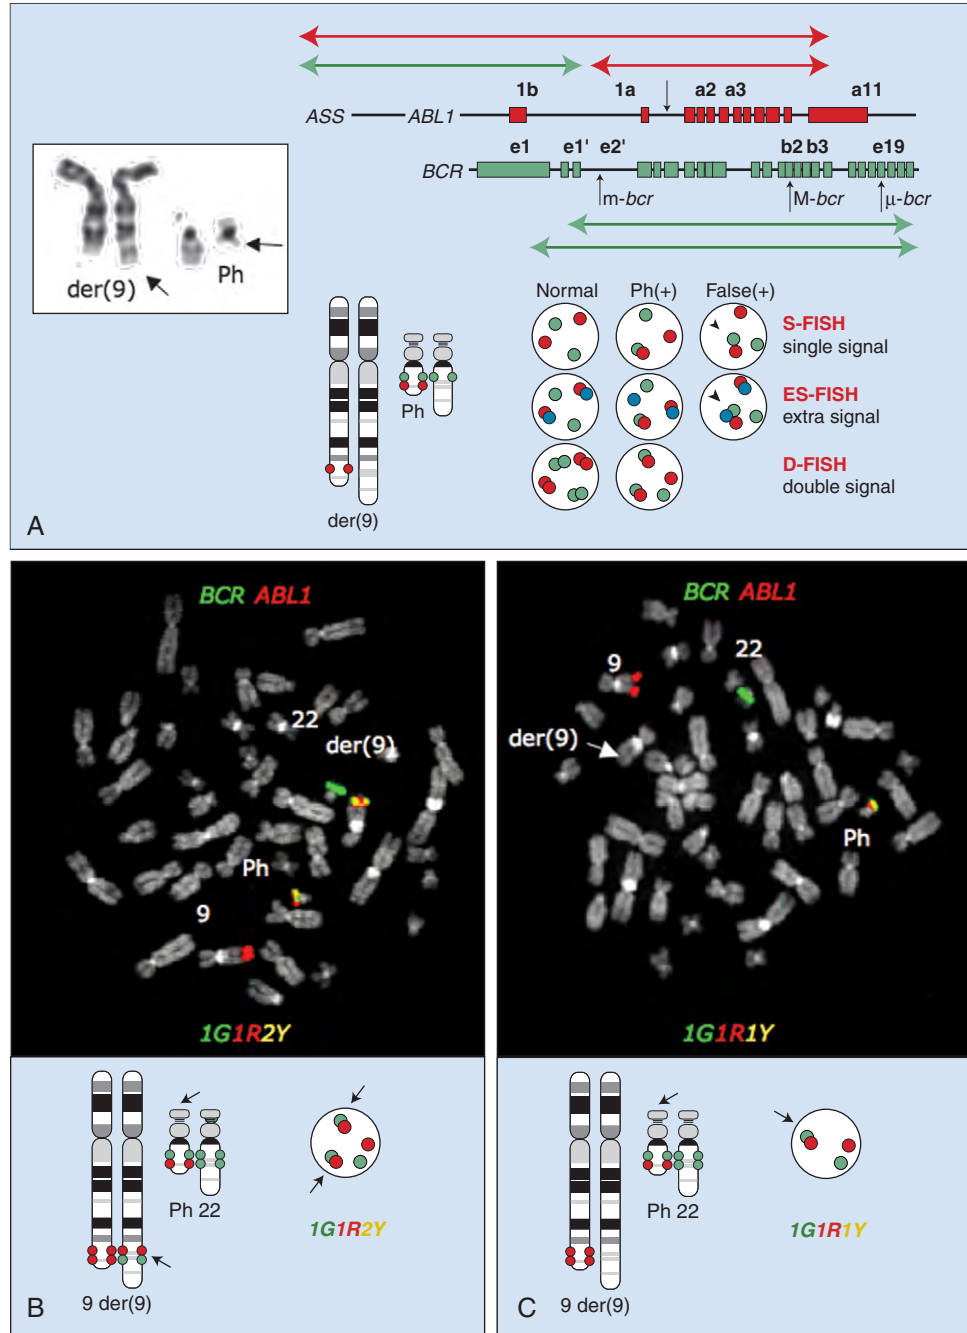 1b 1a a2 a3 a11
ASS ABL1
e1 e1' e2' b2 b3 e19
BCR
m-bcr M-bcr μ-bcr
der(9) Ph
Normal Ph(+) False(+)
S-FISH
single signal
ES-FISH
extra signal
D-FISH
double signal
Ph
der(9)
A
BCR ABL1
22
der(9)
Ph
9
1G1R2Y
Ph 22
1G1R2Y
9 der(9)
B
BCR ABL1
9
22
der(9)
Ph
1G1R1Y
Ph 22
1G1R1Y
9 der(9)
C